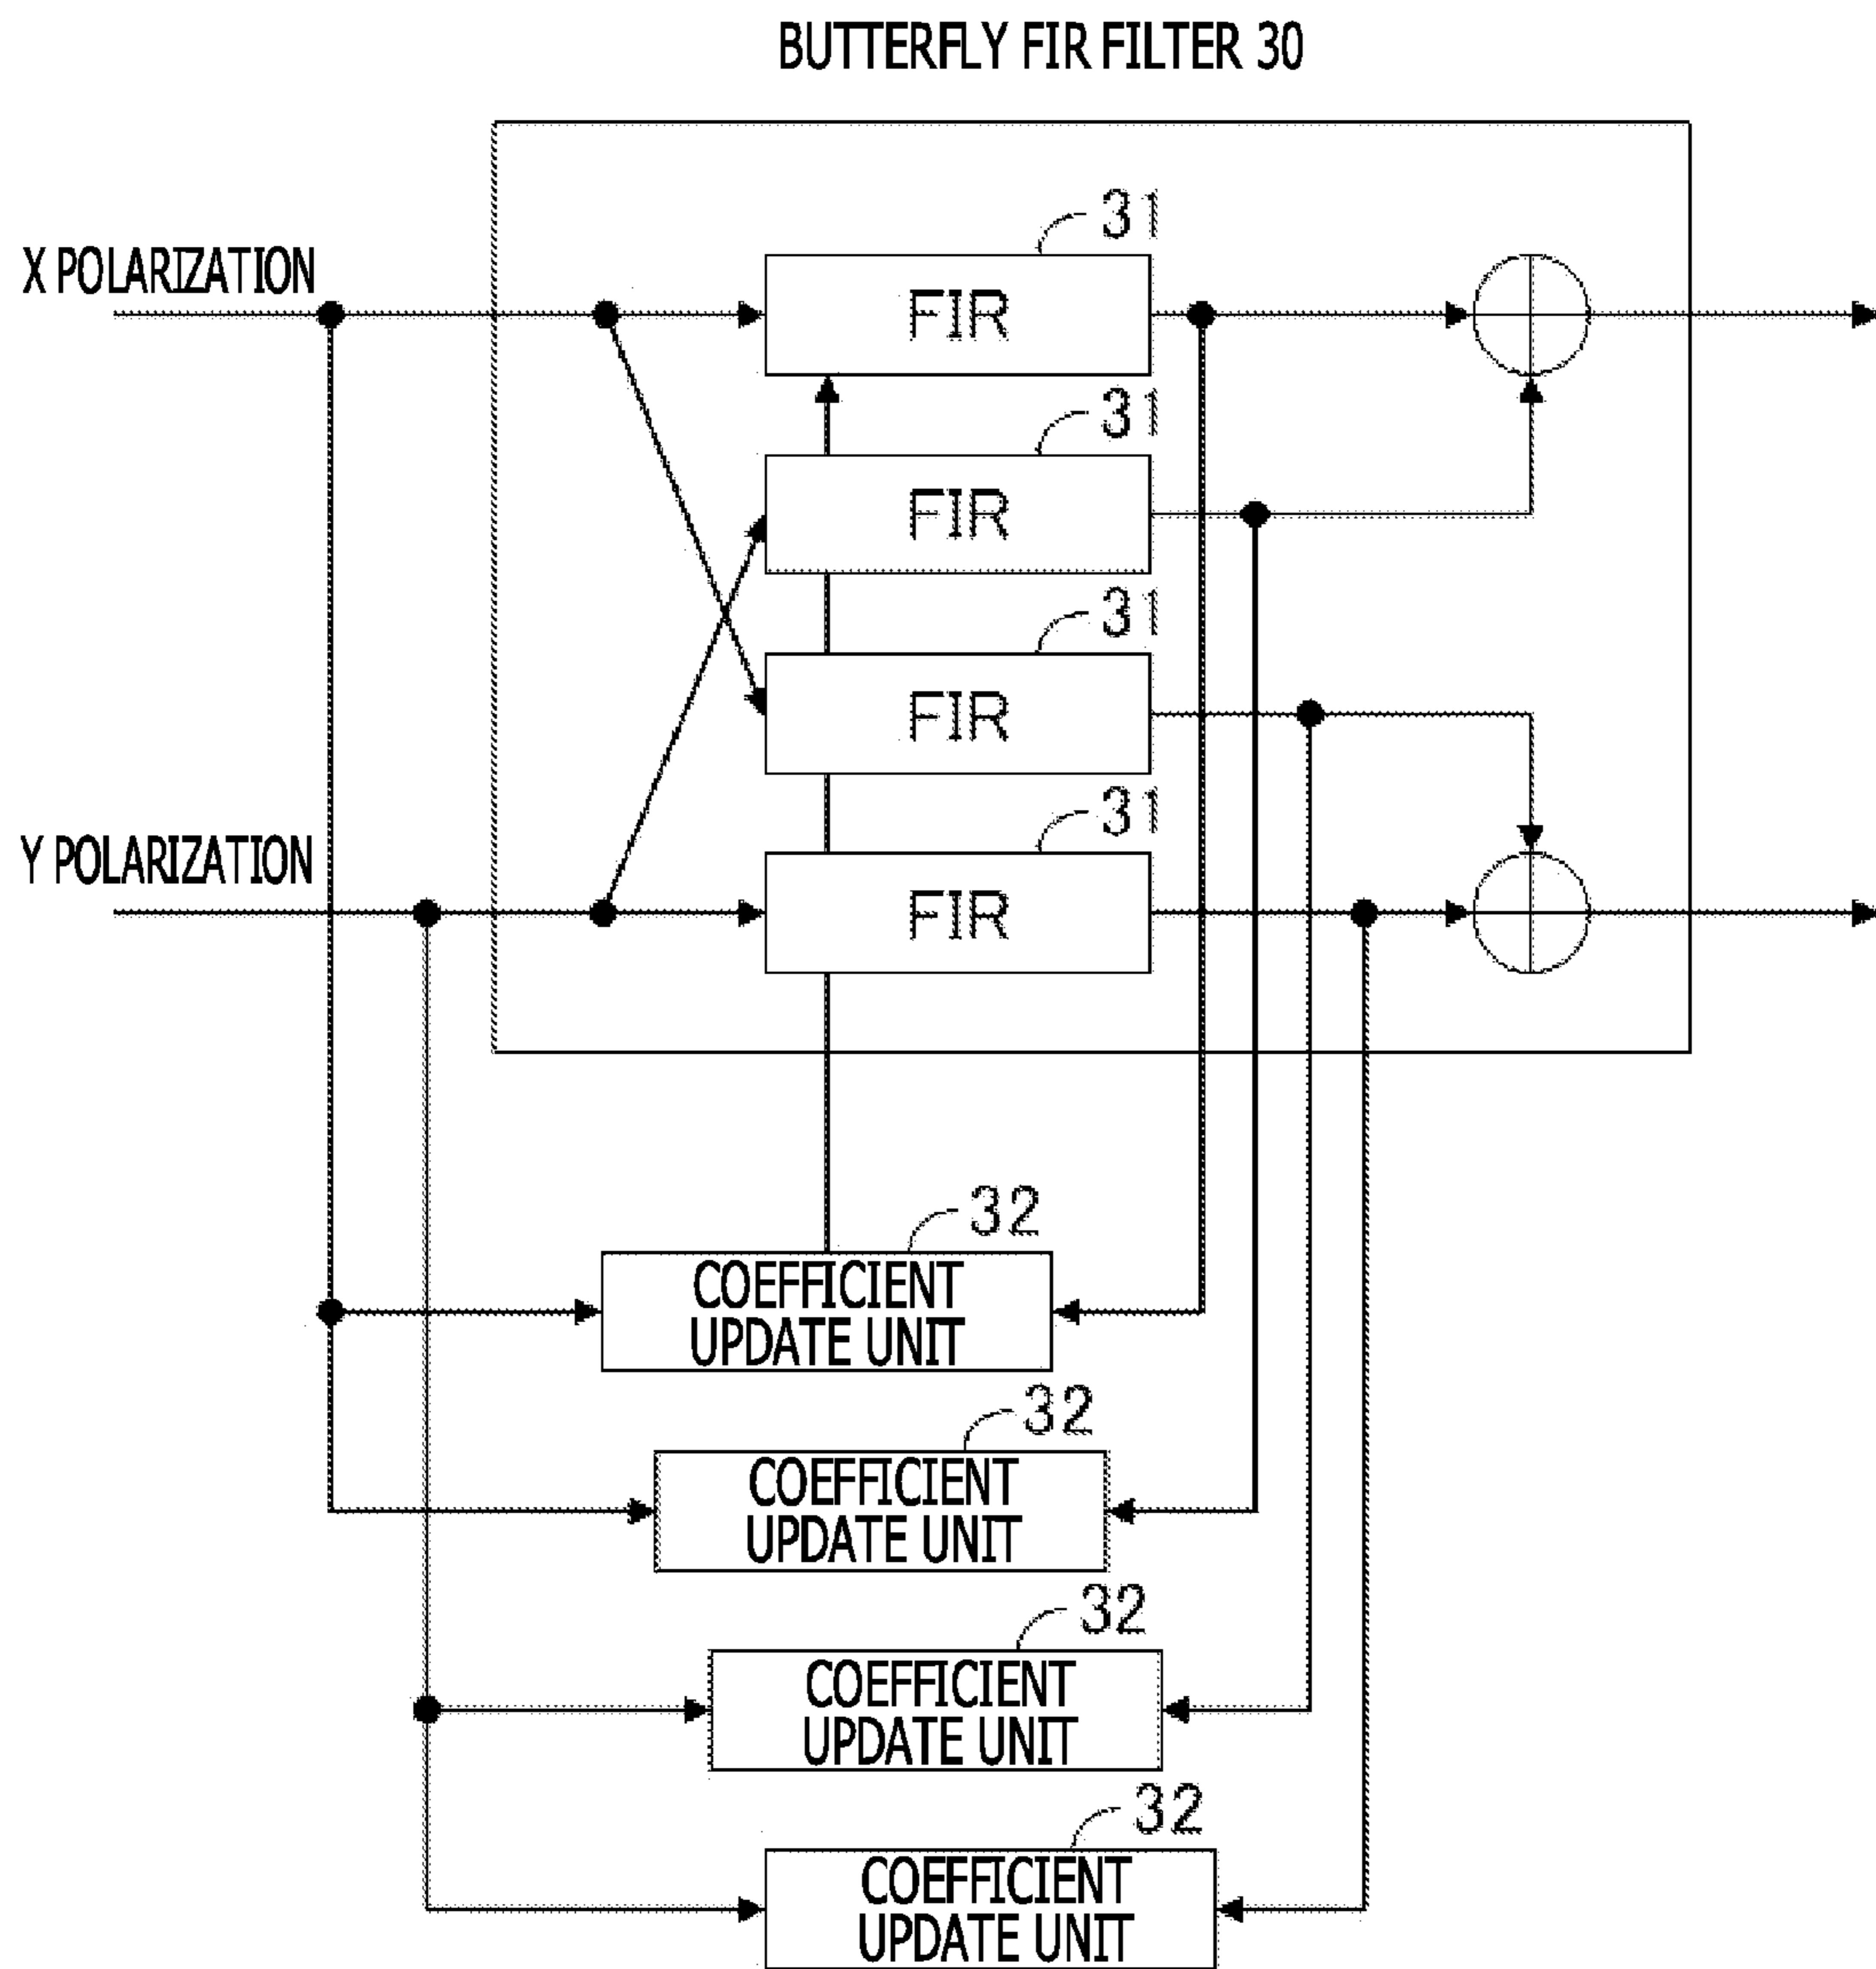 BUTTERFLY FIR FILTER 30
31
X POLARIZATION
FIR
31
FIR
31
FIR
31
Y POLARIZATION
FIR
32
COEFFICIENT
UPDATE UNIT
32
COEFFICIENT
UPDATE UNIT
32
COEFFICIENT
UPDATE UNIT
32
COEFFICIENT
UPDATE UNIT